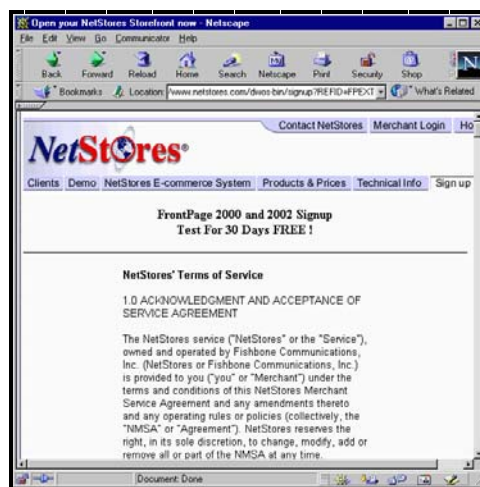 Open your NetStores Storefront now - Netscape
File Edit View Go Communicator Help
Back Forward Reload Home Search Netscape Print Security Shop
Bookmarks Location: /www.netstores.com/dvos-bin/signup?REFID=FPEXT What's Related
Contact NetStores Merchant Login Ho
NetStores®
Clients Demo NetStores E-commerce System Products & Prices Technical Info Sign up
FrontPage 2000 and 2002 Signup
Test For 30 Days FREE !
NetStores' Terms of Service
1.0 ACKNOWLEDGMENT AND ACCEPTANCE OF
SERVICE AGREEMENT
The NetStores service ("NetStores" or the "Service"),
owned and operated by Fishbone Communications,
Inc. (NetStores or Fishbone Communications, Inc.)
is provided to you ("you" or "Merchant") under the
terms and conditions of this NetStores Merchant
Service Agreement and any amendments thereto
and any operating rules or policies (collectively, the
"NMSA" or "Agreement"). NetStores reserves the
right, in its sole discretion, to change, modify, add or
remove all or part of the NMSA at any time.
Document: Done